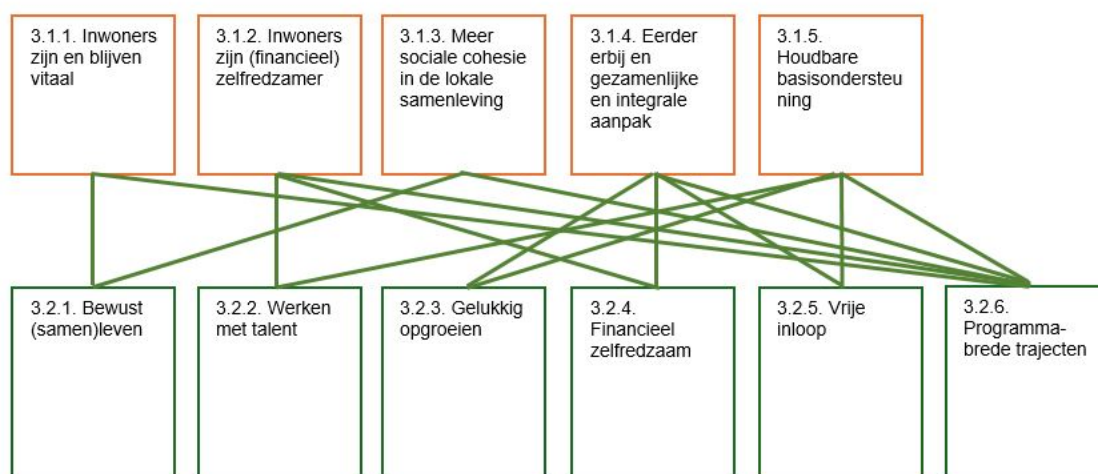 3.1.1. Inwoners
zijn en blijven
vitaal
3.1.2. Inwoners
zijn (financieel)
zelfredzamer
3.1.3. Meer
sociale cohesie
in de lokale
samenleving
3.1.4. Eerder
erbij en
gezamenlijke
en integrale
aanpak
3.1.5.
Houdbare
basisondersteu
ning
3.2.1. Bewust
(samen)leven
3.2.2. Werken
met talent
3.2.3. Gelukkig
opgroeien
3.2.4.
Financieel
zelfredzaam
3.2.5. Vrije
inloop
3.2.6.
Programma-
brede trajecten